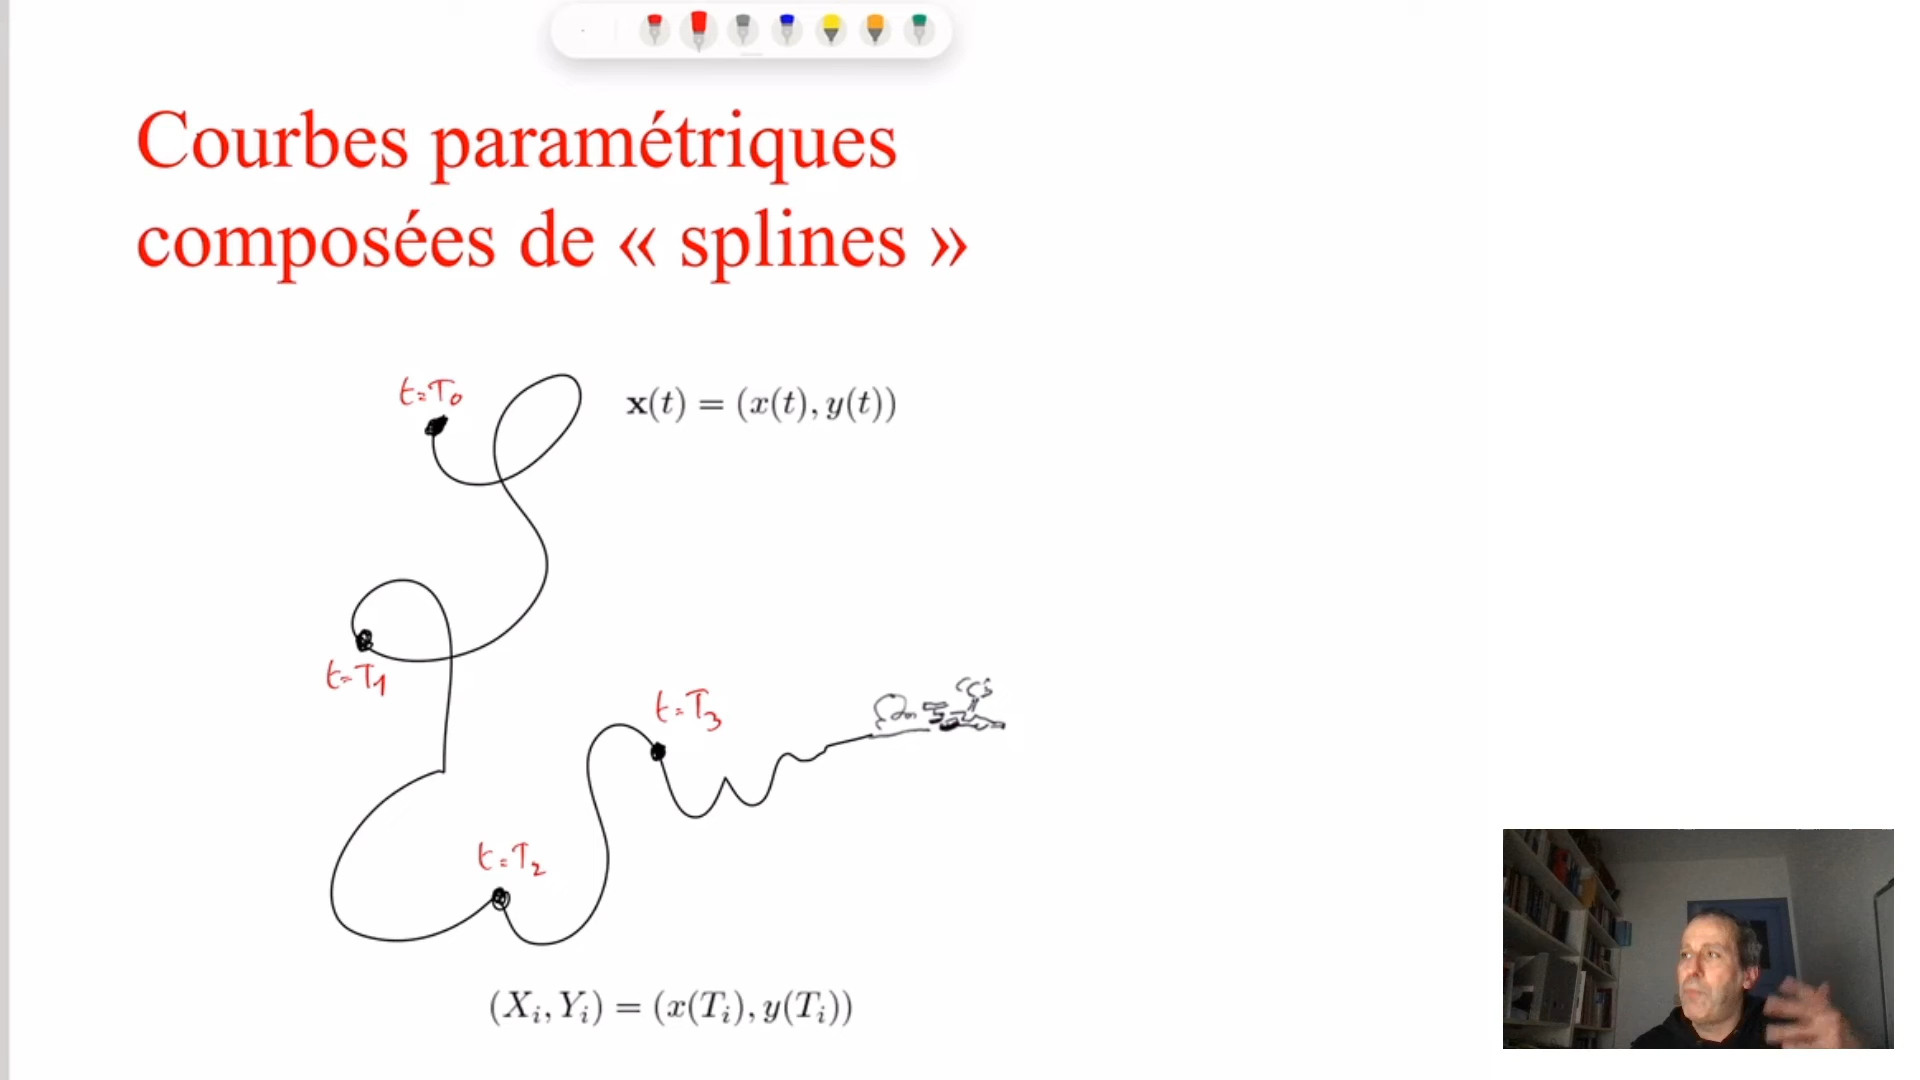 Courbes paramétriques
composées de « splines »
t=T₀
x(t) = (x(t), y(t))
t=T₁
t=T₃
t=T₂
(Xᵢ, Yᵢ) = (x(Tᵢ), y(Tᵢ))